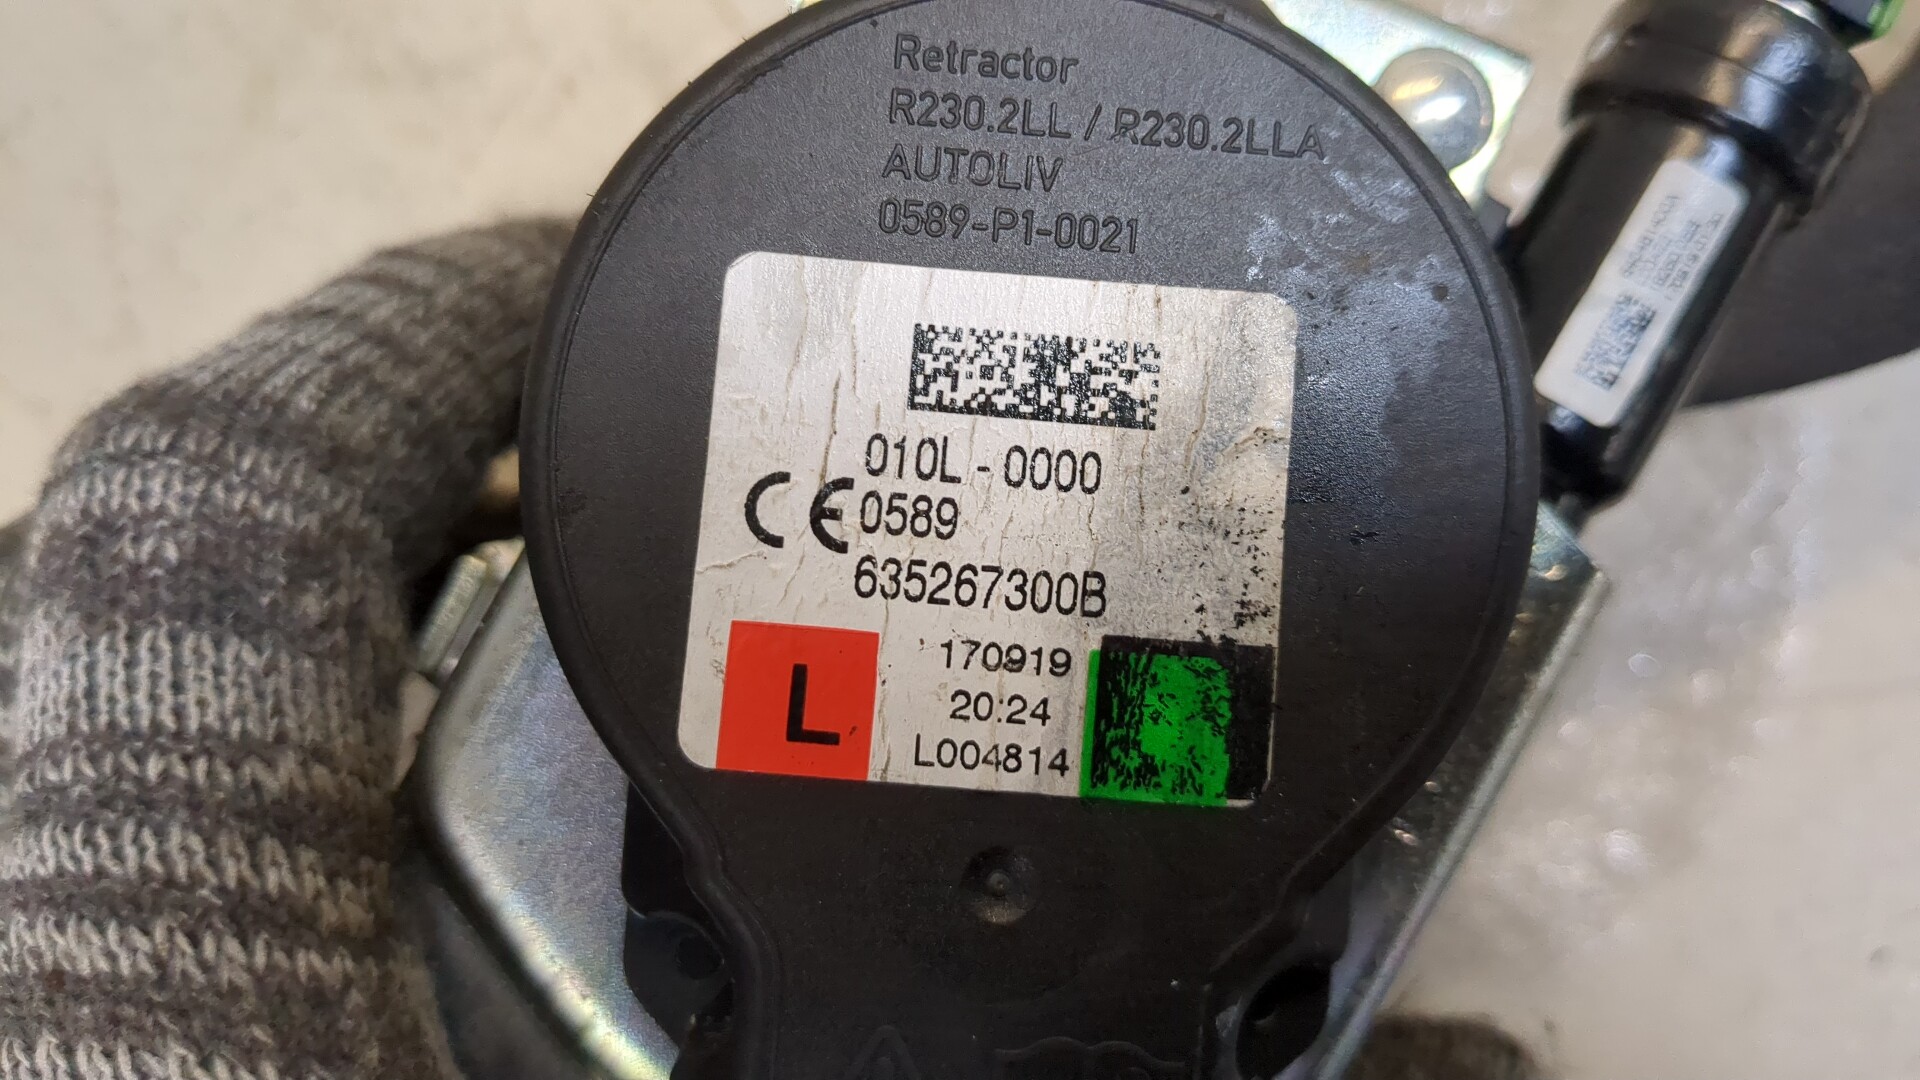 Retractor
R230.2LL / R230.2LLA
AUTOLIV
0589-P1-0021
010L - 0000
CE 0589
635267300B
170919
20:24
L004814
L